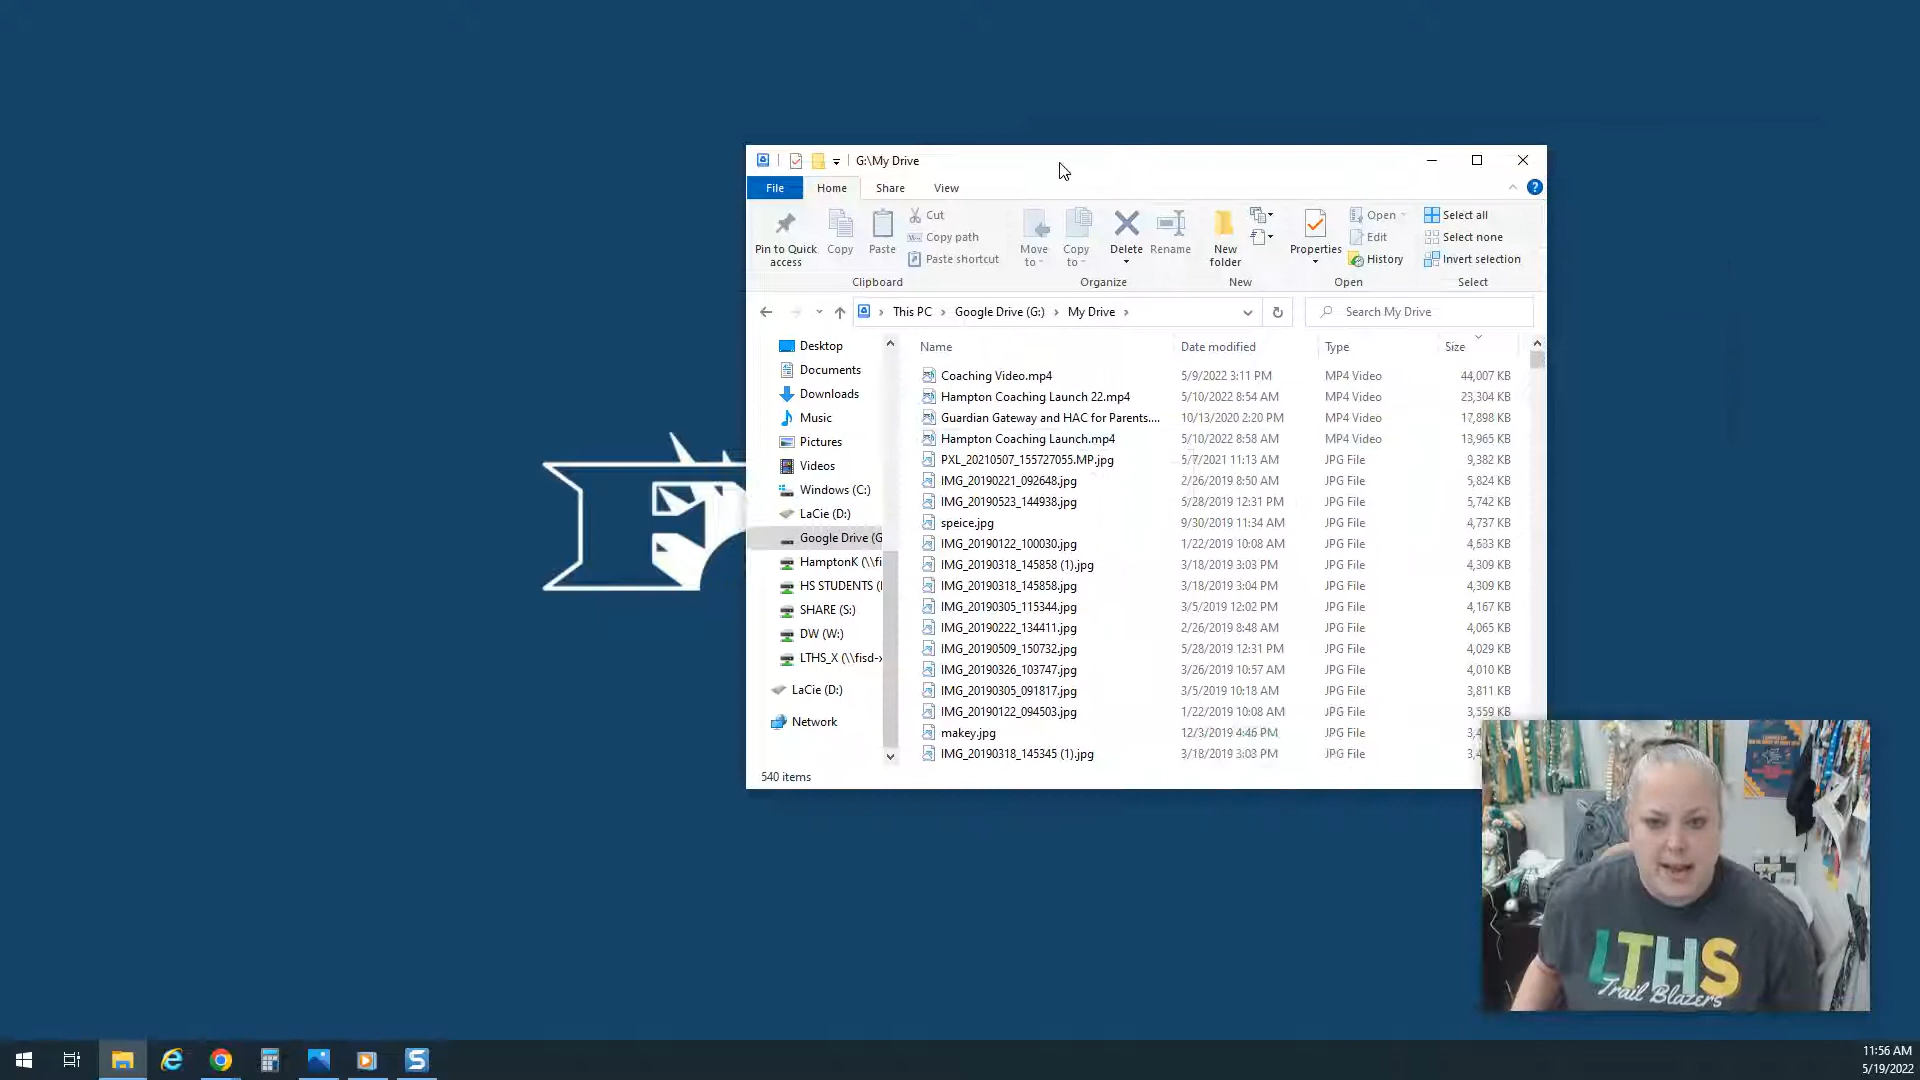 G:\My Drive
File Home Share View
Pin to Quick access
Copy
Paste
Cut
Copy path
Paste shortcut
Clipboard
Move to
Copy to
Delete
Rename
Organize
New folder
New
Properties
Open
Edit
History
Open
Select all
Select none
Invert selection
Select
This PC > Google Drive (G:) > My Drive >
Search My Drive
Desktop
Documents
Downloads
Music
Pictures
Videos
Windows (C:)
LaCie (D:)
Google Drive (G
HamptonK (\\fi
HS STUDENTS (
SHARE (S:)
DW (W:)
LTHS_X (\\fisd-x
LaCie (D:)
Network
Name Date modified Type Size
Coaching Video.mp4 5/9/2022 3:11 PM MP4 Video 44,007 KB
Hampton Coaching Launch 22.mp4 5/10/2022 8:54 AM MP4 Video 23,304 KB
Guardian Gateway and HAC for Parents.... 10/13/2020 2:20 PM MP4 Video 17,898 KB
Hampton Coaching Launch.mp4 5/10/2022 8:58 AM MP4 Video 13,965 KB
PXL_20210507_155727055.MP.jpg 5/7/2021 11:13 AM JPG File 9,382 KB
IMG_20190221_092648.jpg 2/26/2019 8:50 AM JPG File 5,824 KB
IMG_20190523_144938.jpg 5/28/2019 12:31 PM JPG File 5,742 KB
speice.jpg 9/30/2019 11:34 AM JPG File 4,737 KB
IMG_20190122_100030.jpg 1/22/2019 10:08 AM JPG File 4,533 KB
IMG_20190318_145858 (1).jpg 3/18/2019 3:03 PM JPG File 4,309 KB
IMG_20190318_145858.jpg 3/18/2019 3:04 PM JPG File 4,309 KB
IMG_20190305_115344.jpg 3/5/2019 12:02 PM JPG File 4,167 KB
IMG_20190222_134411.jpg 2/26/2019 8:48 AM JPG File 4,065 KB
IMG_20190509_150732.jpg 5/28/2019 12:31 PM JPG File 4,029 KB
IMG_20190326_103747.jpg 3/26/2019 10:57 AM JPG File 4,010 KB
IMG_20190305_091817.jpg 3/5/2019 10:18 AM JPG File 3,811 KB
IMG_20190122_094503.jpg 1/22/2019 10:08 AM JPG File 3,559 KB
makey.jpg 12/3/2019 4:46 PM JPG File
IMG_20190318_145345 (1).jpg 3/18/2019 3:03 PM JPG File
540 items
LTHS
Trail Blazers
11:56 AM
5/19/2022